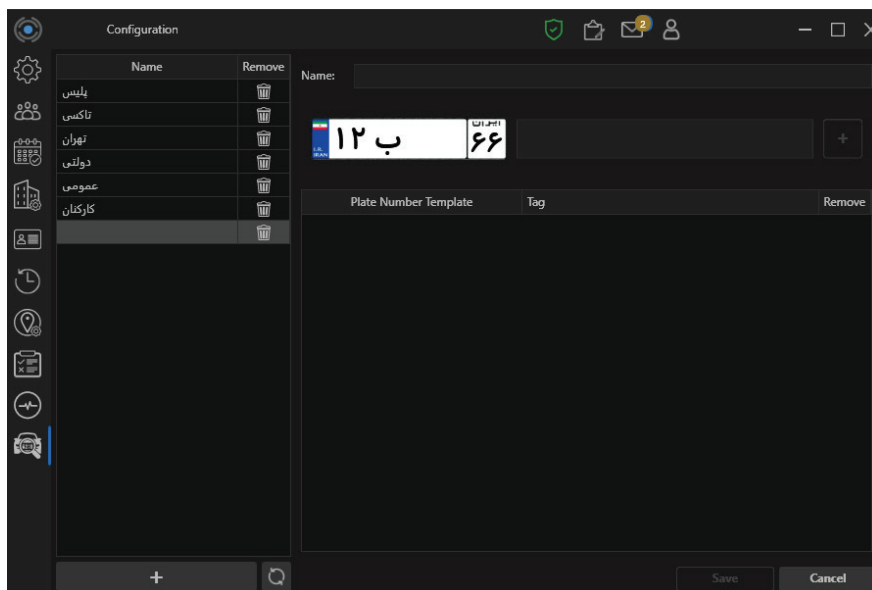 Configuration
2
Name Remove
پلیس
تاکسی
تهران
دولتی
عمومی
کارکنان
Name:
I.R.
IRAN
۱۲ ب
ایران
۶۶
+
Plate Number Template Tag Remove
+
Save Cancel